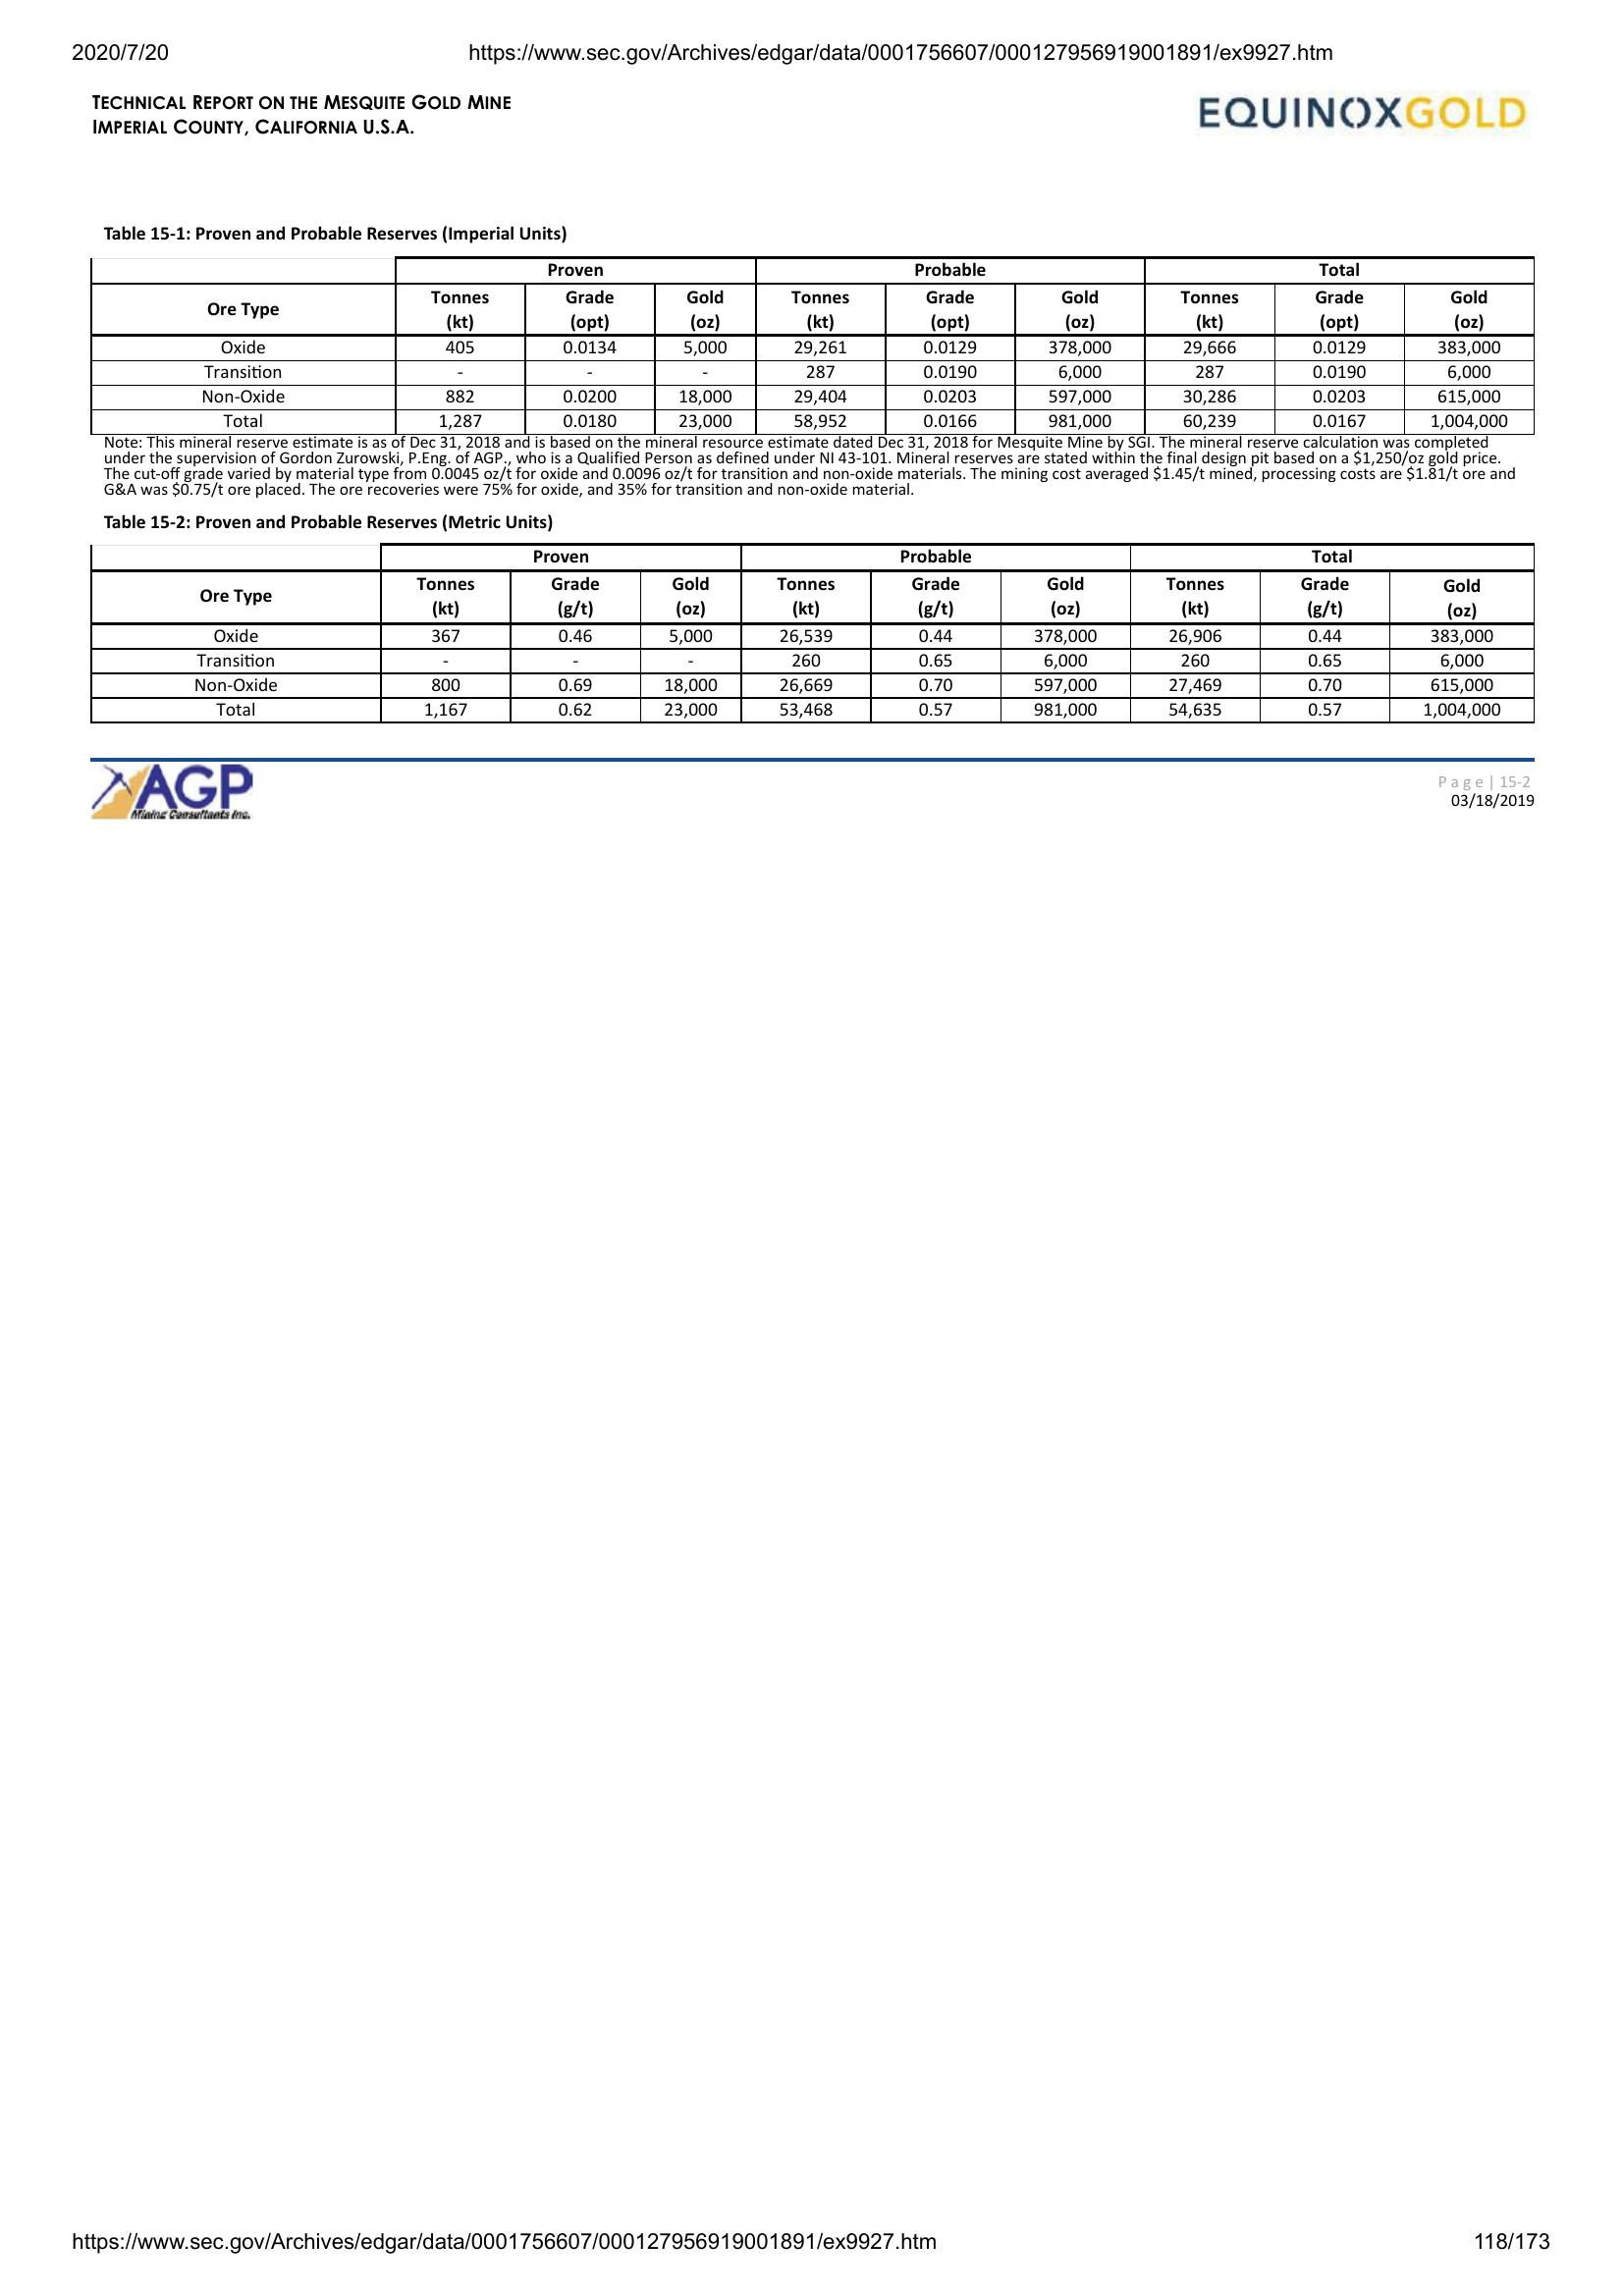 2020/7/20 https://www.sec.gov/Archives/edgar/data/0001756607/000127956919001891/ex9927.htm
TECHNICAL REPORT ON THE MESQUITE GOLD MINE
IMPERIAL COUNTY, CALIFORNIA U.S.A.
EQUINOXGOLD
Table 15-1: Proven and Probable Reserves (Imperial Units)
Proven Probable Total
Ore Type Tonnes (kt) Grade (opt) Gold (oz) Tonnes (kt) Grade (opt) Gold (oz) Tonnes (kt) Grade (opt) Gold (oz)
Oxide 405 0.0134 5,000 29,261 0.0129 378,000 29,666 0.0129 383,000
Transition - - - 287 0.0190 6,000 287 0.0190 6,000
Non-Oxide 882 0.0200 18,000 29,404 0.0203 597,000 30,286 0.0203 615,000
Total 1,287 0.0180 23,000 58,952 0.0166 981,000 60,239 0.0167 1,004,000
Note: This mineral reserve estimate is as of Dec 31, 2018 and is based on the mineral resource estimate dated Dec 31, 2018 for Mesquite Mine by SGI. The mineral reserve calculation was completed
under the supervision of Gordon Zurowski, P.Eng. of AGP., who is a Qualified Person as defined under NI 43-101. Mineral reserves are stated within the final design pit based on a $1,250/oz gold price.
The cut-off grade varied by material type from 0.0045 oz/t for oxide and 0.0096 oz/t for transition and non-oxide materials. The mining cost averaged $1.45/t mined, processing costs are $1.81/t ore and
G&A was $0.75/t ore placed. The ore recoveries were 75% for oxide, and 35% for transition and non-oxide material.
Table 15-2: Proven and Probable Reserves (Metric Units)
Proven Probable Total
Ore Type Tonnes (kt) Grade (g/t) Gold (oz) Tonnes (kt) Grade (g/t) Gold (oz) Tonnes (kt) Grade (g/t) Gold (oz)
Oxide 367 0.46 5,000 26,539 0.44 378,000 26,906 0.44 383,000
Transition - - - 260 0.65 6,000 260 0.65 6,000
Non-Oxide 800 0.69 18,000 26,669 0.70 597,000 27,469 0.70 615,000
Total 1,167 0.62 23,000 53,468 0.57 981,000 54,635 0.57 1,004,000
AGP
Mining Consultants Inc.
Page | 15-2
03/18/2019
https://www.sec.gov/Archives/edgar/data/0001756607/000127956919001891/ex9927.htm 118/173